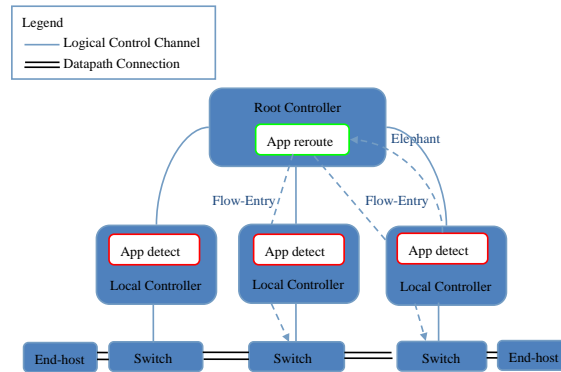 Legend
Logical Control Channel
Datapath Connection
Root Controller
App reroute
Elephant
Flow-Entry
Flow-Entry
App detect
App detect
App detect
Local Controller
Local Controller
Local Controller
End-host
Switch
Switch
Switch
End-host